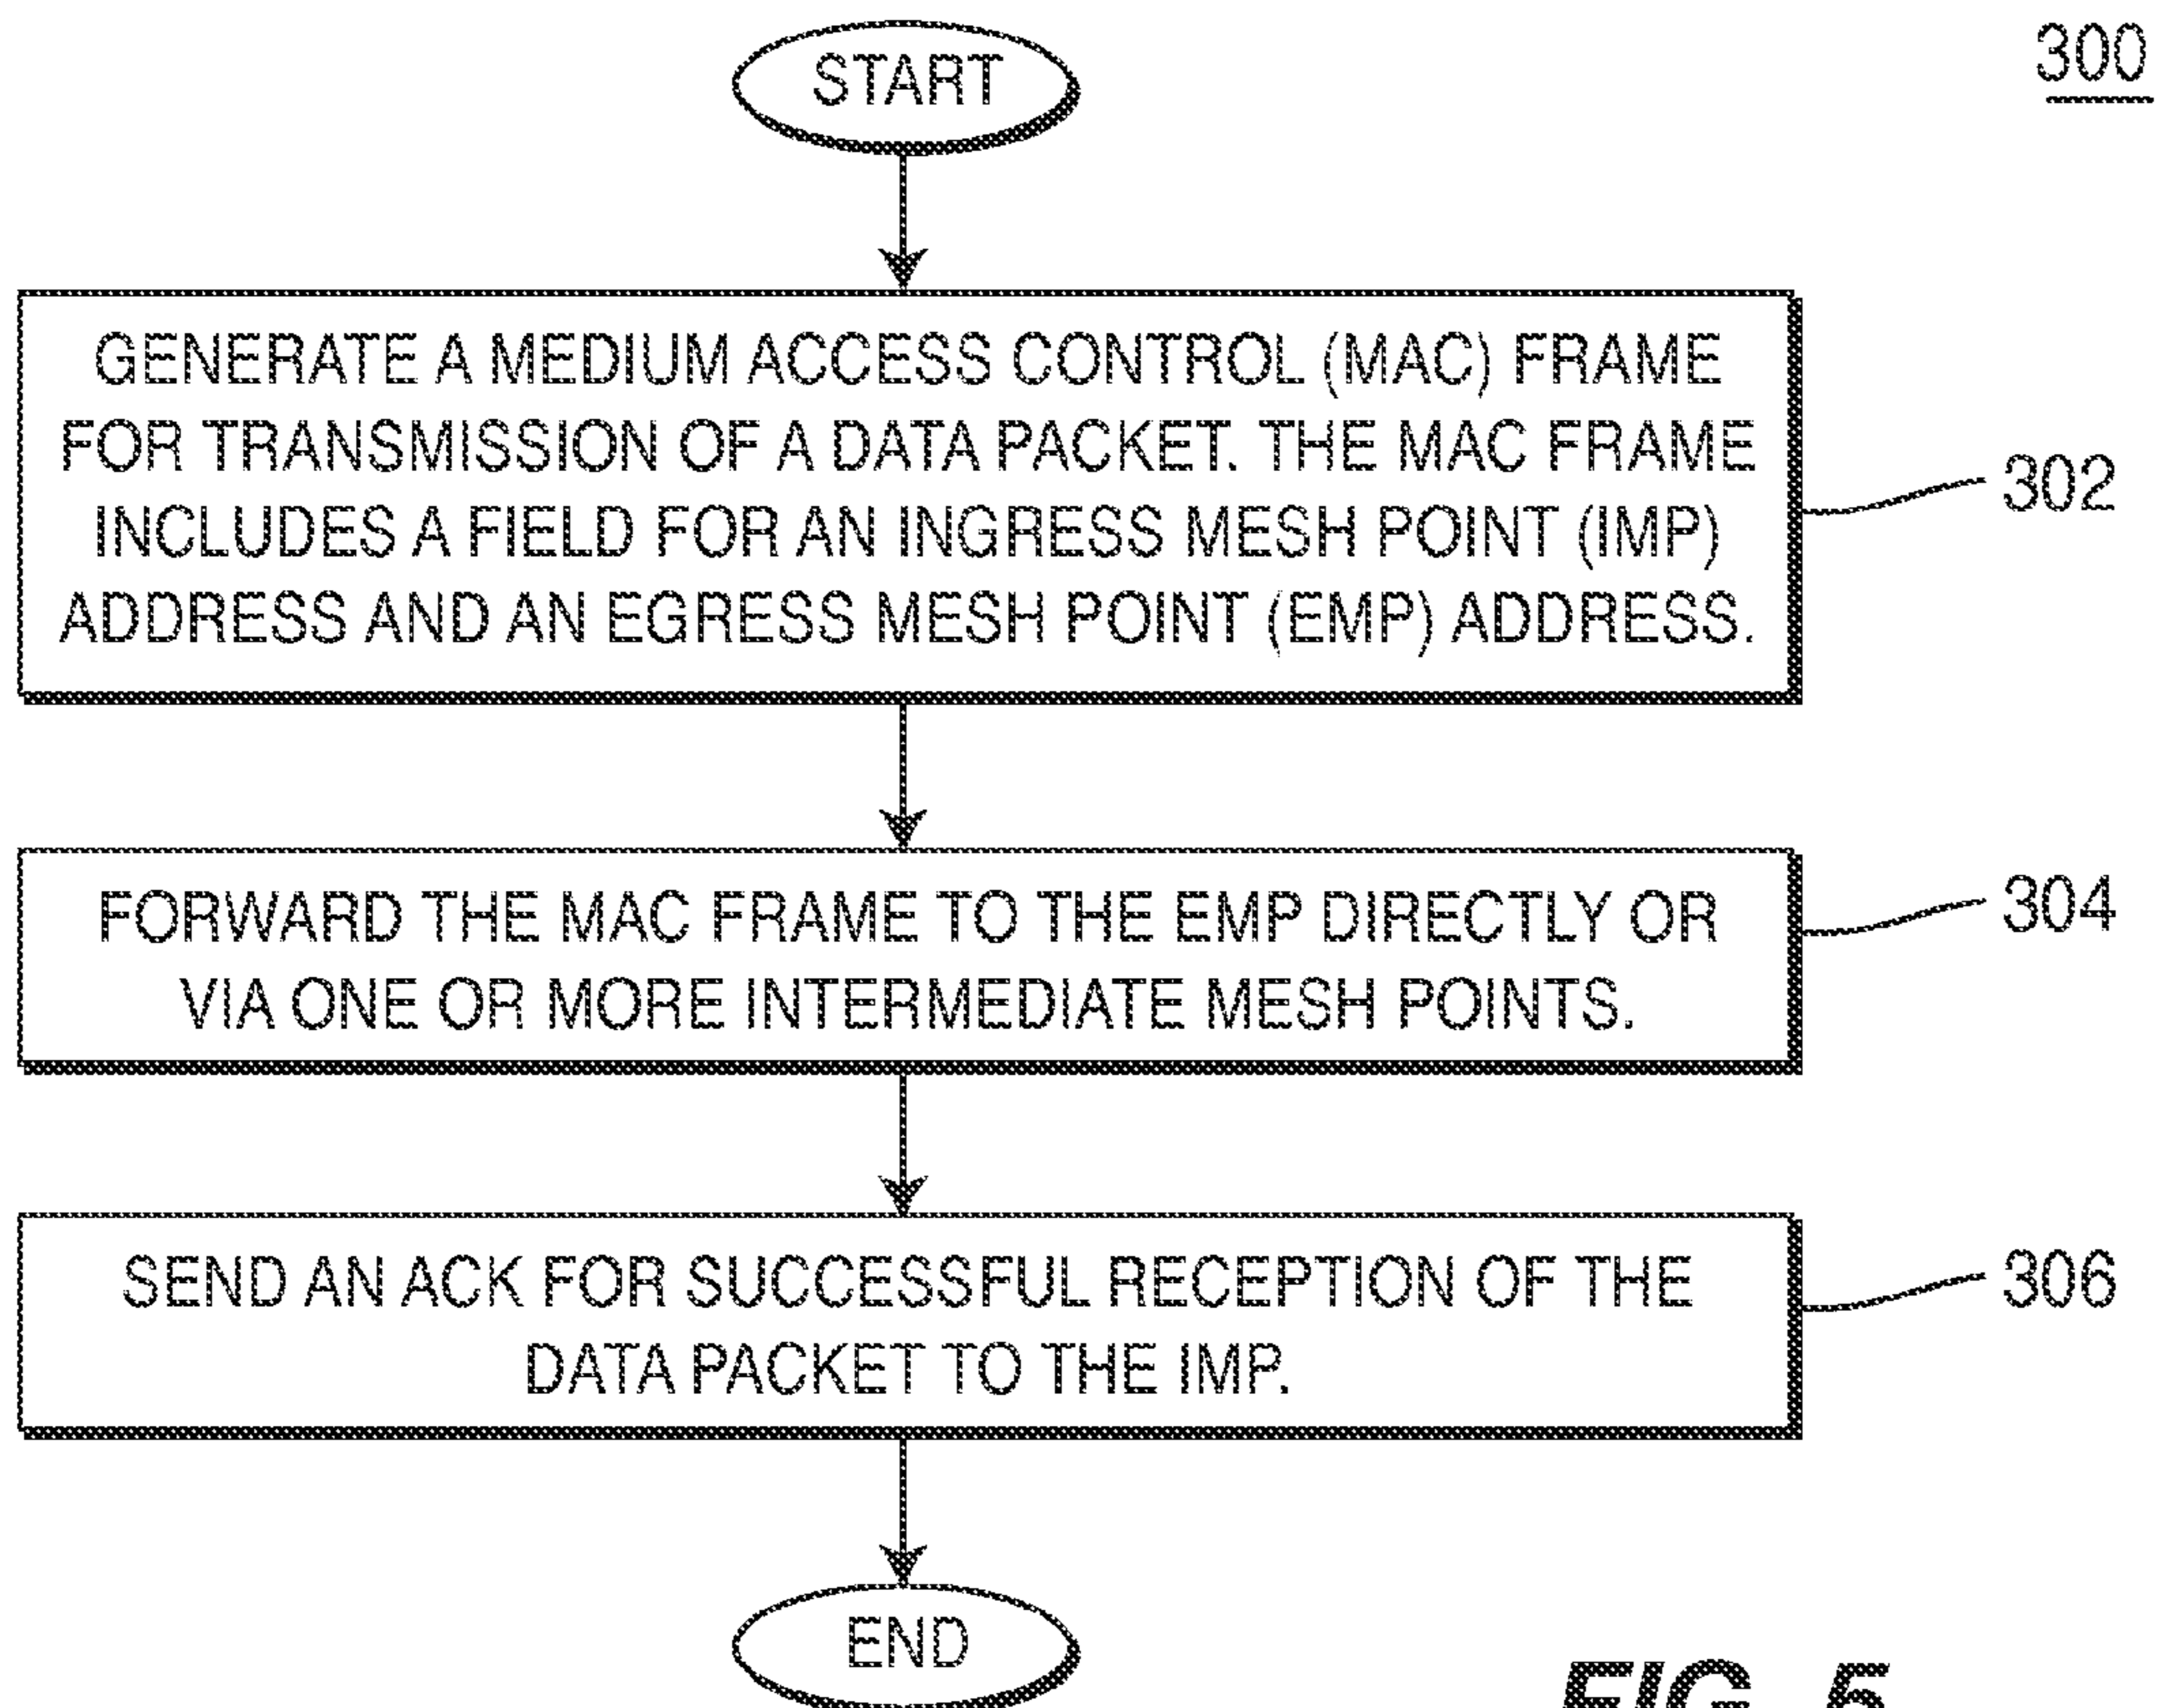 300
START
GENERATE A MEDIUM ACCESS CONTROL (MAC) FRAME
FOR TRANSMISSION OF A DATA PACKET. THE MAC FRAME
INCLUDES A FIELD FOR AN INGRESS MESH POINT (IMP)
ADDRESS AND AN EGRESS MESH POINT (EMP) ADDRESS.
302
FORWARD THE MAC FRAME TO THE EMP DIRECTLY OR
VIA ONE OR MORE INTERMEDIATE MESH POINTS.
304
SEND AN ACK FOR SUCCESSFUL RECEPTION OF THE
DATA PACKET TO THE IMP.
306
END
FIG. 5